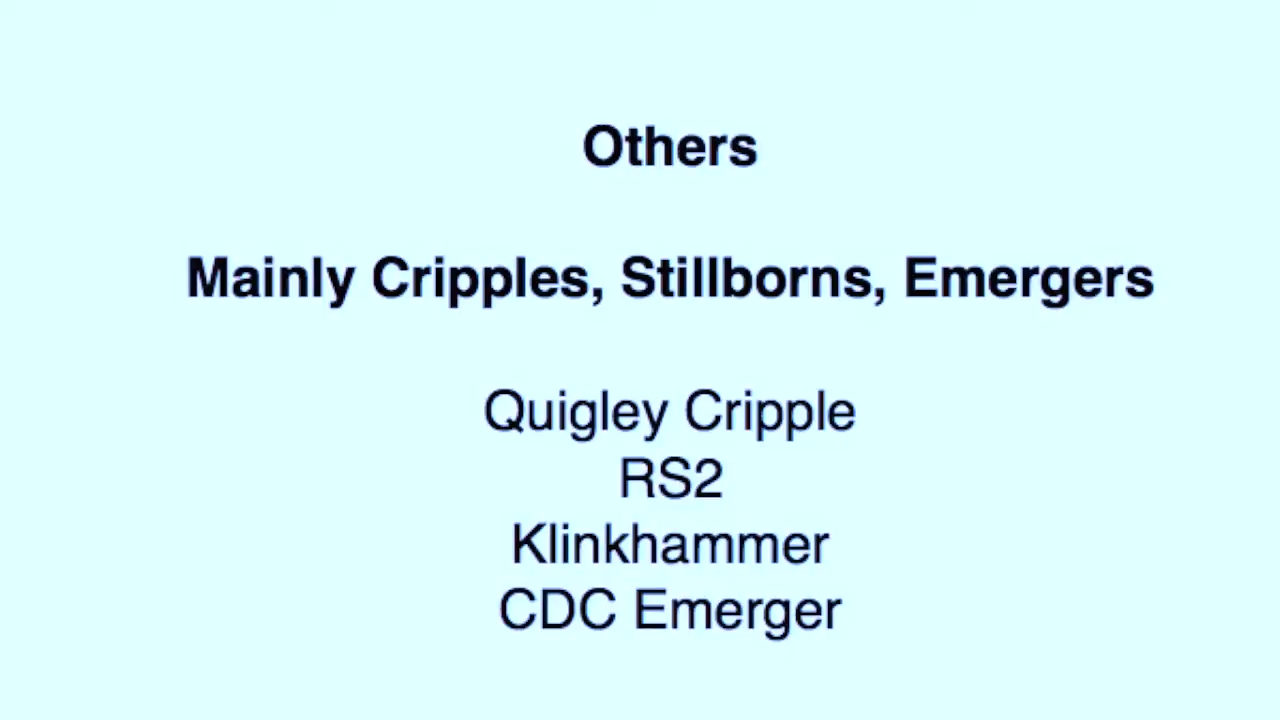 Others
Mainly Cripples, Stillborns, Emergers
Quigley Cripple
RS2
Klinkhammer
CDC Emerger